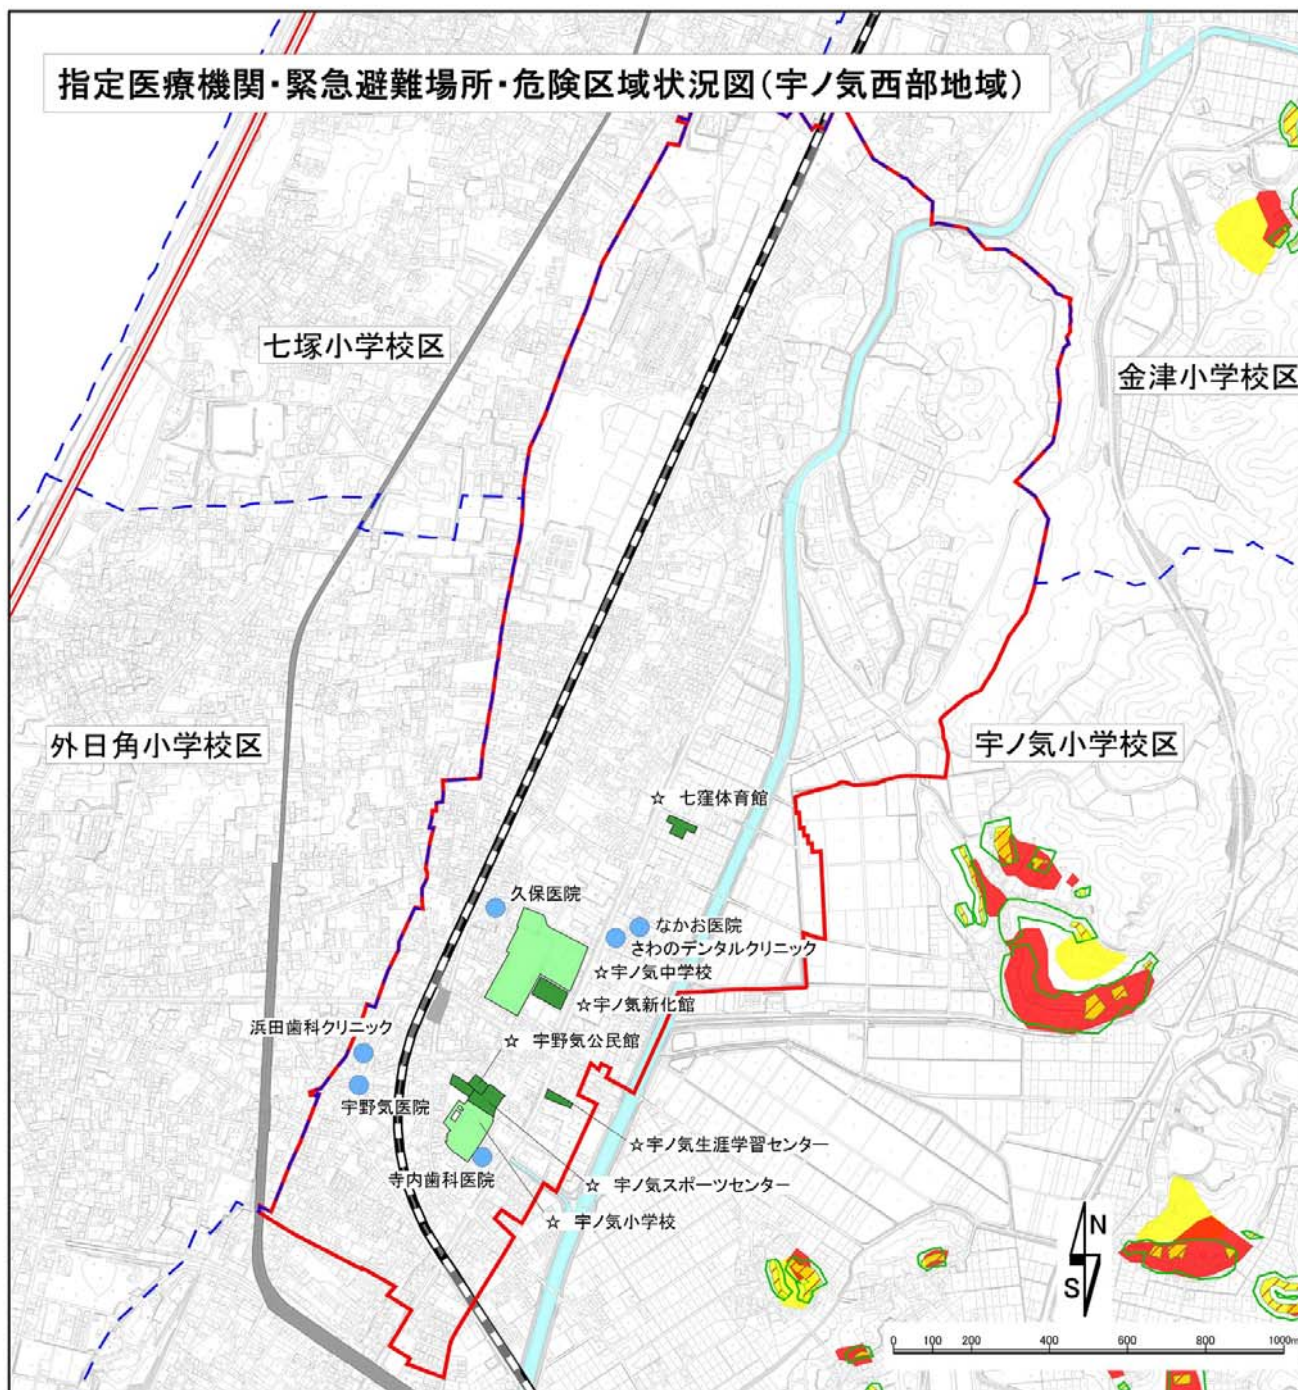 指定医療機関・緊急避難場所・危険区域状況図(宇ノ気西部地域)
七塚小学校区
金津小学校区
外日角小学校区
宇ノ気小学校区
☆ 七窪体育館
久保医院
なかお医院
さわのデンタルクリニック
☆宇ノ気中学校
☆宇ノ気新化館
浜田歯科クリニック
☆ 宇野気公民館
宇野気医院
☆宇ノ気生涯学習センター
寺内歯科医院
☆ 宇ノ気スポーツセンター
☆ 宇ノ気小学校
N
S
0 100 200 400 600 800 1000m